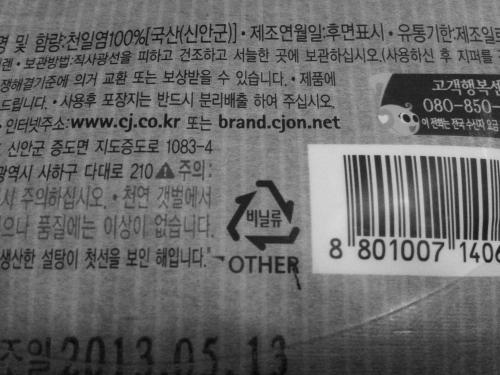 명 및 함량:천일염100%[국산(신안군)] • 제조연월일:후면표시 • 유통기한:제조일로
• 보관방법:직사광선을 피하고 건조하고 서늘한 곳에 보관하십시오.(사용하신 후 지퍼를
쟁해결기준에 의거 교환 또는 보상받을 수 있습니다. • 제품에
드립니다. • 사용후 포장지는 반드시 분리배출 하여 주십시오.
• 인터넷주소:www.cj.co.kr 또는 brand.cjon.net
신안군 증도면 지도증도로 1083-4
광역시 사하구 다대로 210 ⚠주의:
시 주의하십시오. • 천연 갯벌에서
으나 품질에는 이상이 없습니다.
생산한 설탕이 첫선을 보인 해입니다."
고객행복센
080-850
이 전화는 전국 수신자 요금
비닐류
OTHER
8 801007 1406
조일 2013.05.13